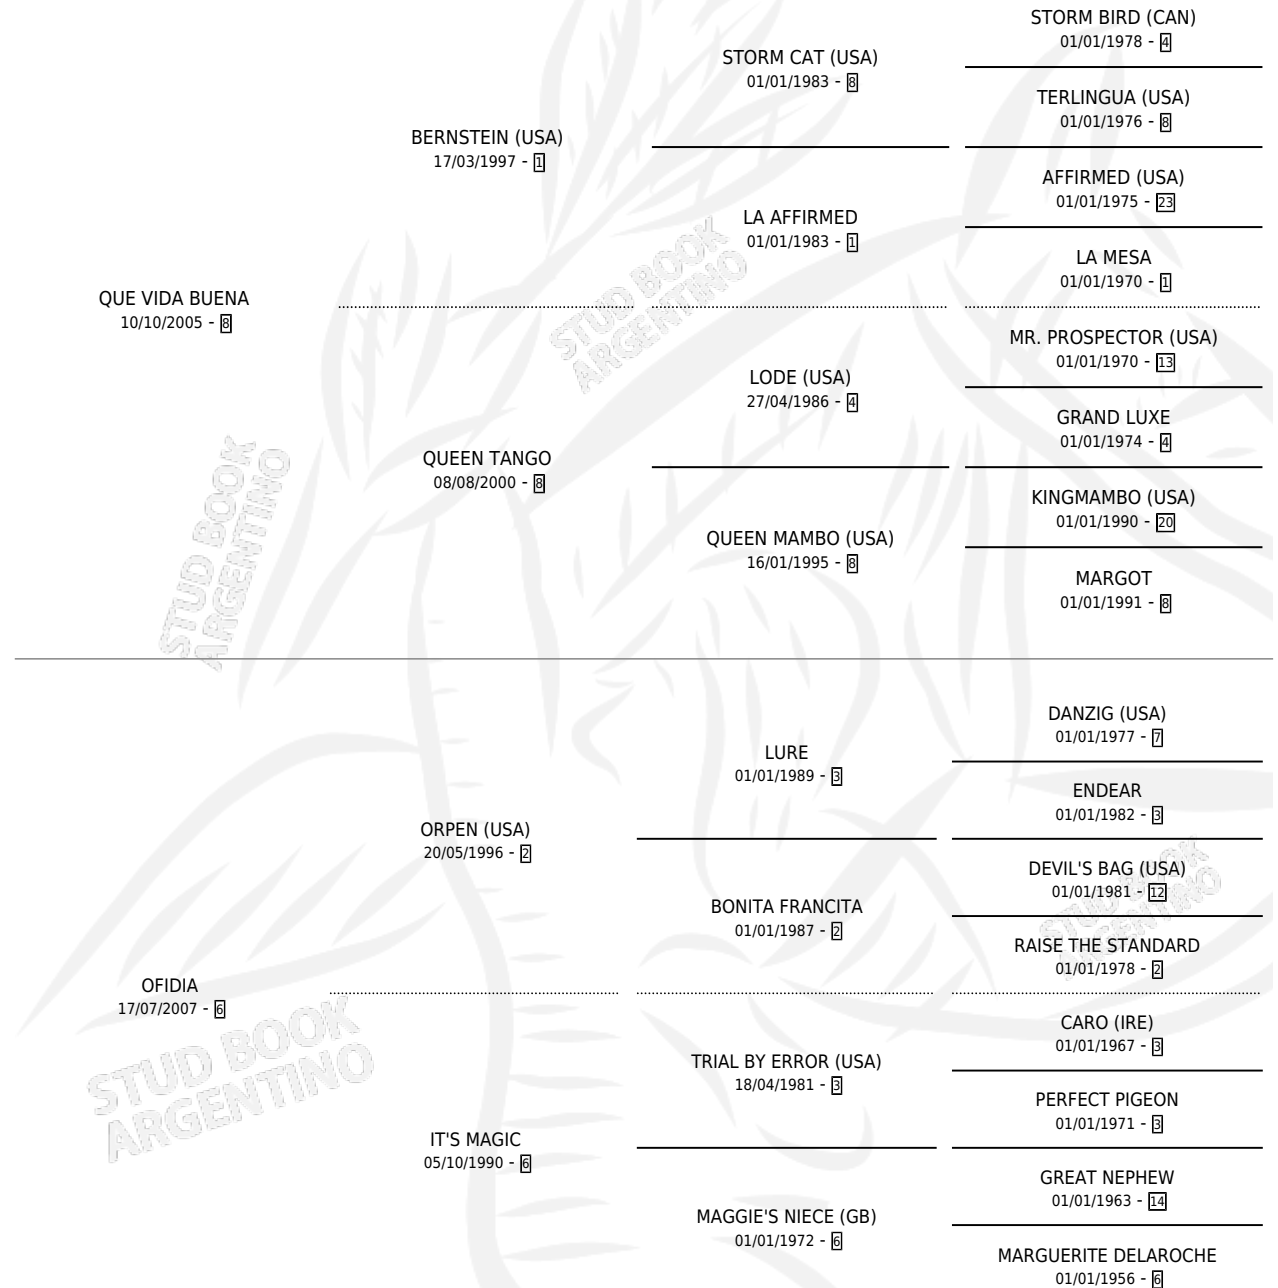 STORM BIRD (CAN)
01/01/1978 - 4
STORM CAT (USA)
01/01/1983 - 8
TERLINGUA (USA)
01/01/1976 - 8
BERNSTEIN (USA)
17/03/1997 - 1
AFFIRMED (USA)
01/01/1975 - 23
LA AFFIRMED
01/01/1983 - 1
LA MESA
01/01/1970 - 1
QUE VIDA BUENA
10/10/2005 - 8
MR. PROSPECTOR (USA)
01/01/1970 - 13
LODE (USA)
27/04/1986 - 4
GRAND LUXE
01/01/1974 - 4
QUEEN TANGO
08/08/2000 - 8
KINGMAMBO (USA)
01/01/1990 - 20
QUEEN MAMBO (USA)
16/01/1995 - 8
MARGOT
01/01/1991 - 8
STUD BOOK
ARGENTINO
STUD BOOK
ARGENTINO
DANZIG (USA)
01/01/1977 - 7
LURE
01/01/1989 - 3
ENDEAR
01/01/1982 - 3
ORPEN (USA)
20/05/1996 - 2
DEVIL'S BAG (USA)
01/01/1981 - 12
BONITA FRANCITA
01/01/1987 - 2
RAISE THE STANDARD
01/01/1978 - 2
STUD BOOK
ARGENTINO
OFIDIA
17/07/2007 - 6
CARO (IRE)
01/01/1967 - 3
TRIAL BY ERROR (USA)
18/04/1981 - 3
PERFECT PIGEON
01/01/1971 - 3
IT'S MAGIC
05/10/1990 - 6
GREAT NEPHEW
01/01/1963 - 14
MAGGIE'S NIECE (GB)
01/01/1972 - 6
MARGUERITE DELAROCHE
01/01/1956 - 6
STUD BOOK
ARGENTINO